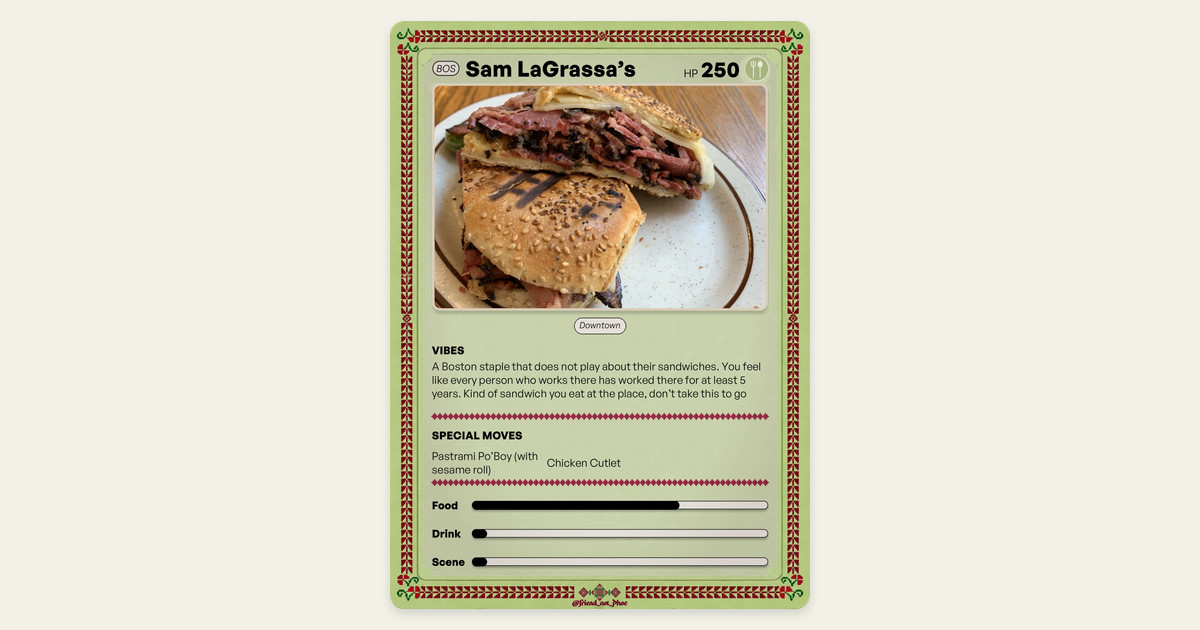 BOS Sam LaGrassa’s HP 250
Downtown
VIBES
A Boston staple that does not play about their sandwiches. You feel
like every person who works there has worked there for at least 5
years. Kind of sandwich you eat at the place, don’t take this to go
SPECIAL MOVES
Pastrami Po’Boy (with
sesame roll)
Chicken Cutlet
Food
Drink
Scene
@friend_not_phoe